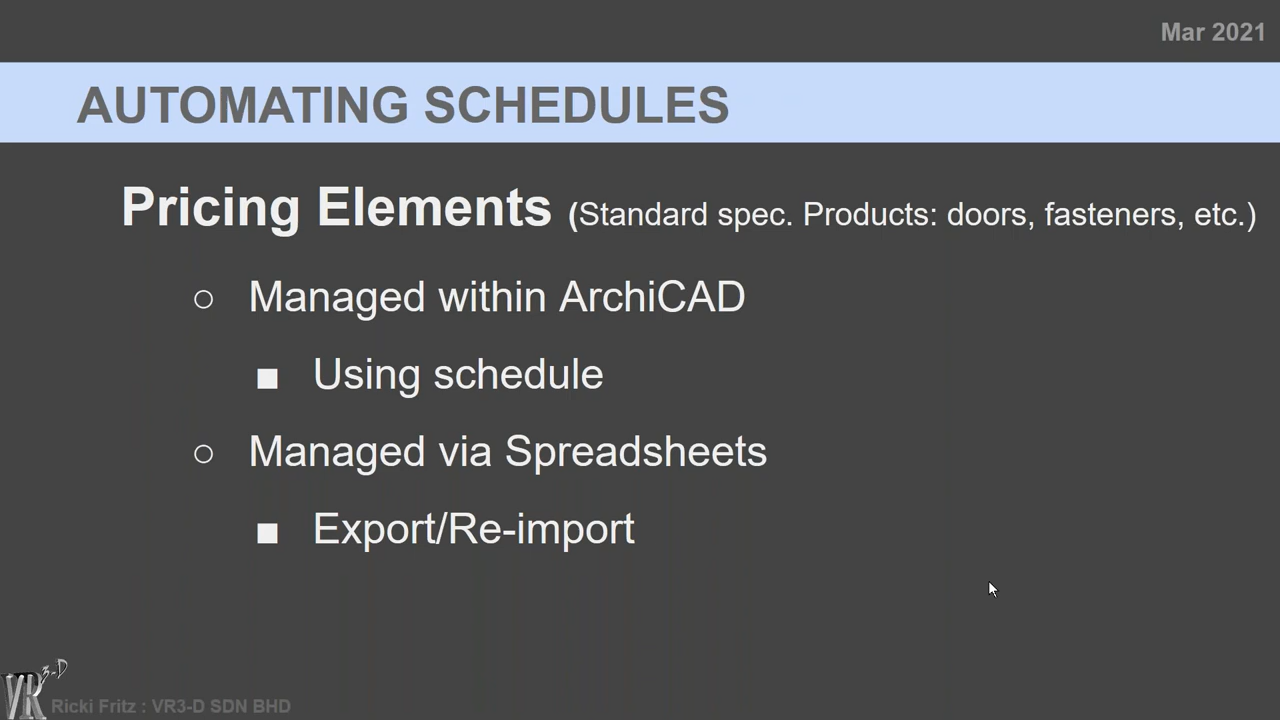 Mar 2021
AUTOMATING SCHEDULES
Pricing Elements (Standard spec. Products: doors, fasteners, etc.)
○ Managed within ArchiCAD
■ Using schedule
○ Managed via Spreadsheets
■ Export/Re-import
VR3-D
Ricki Fritz : VR3-D SDN BHD